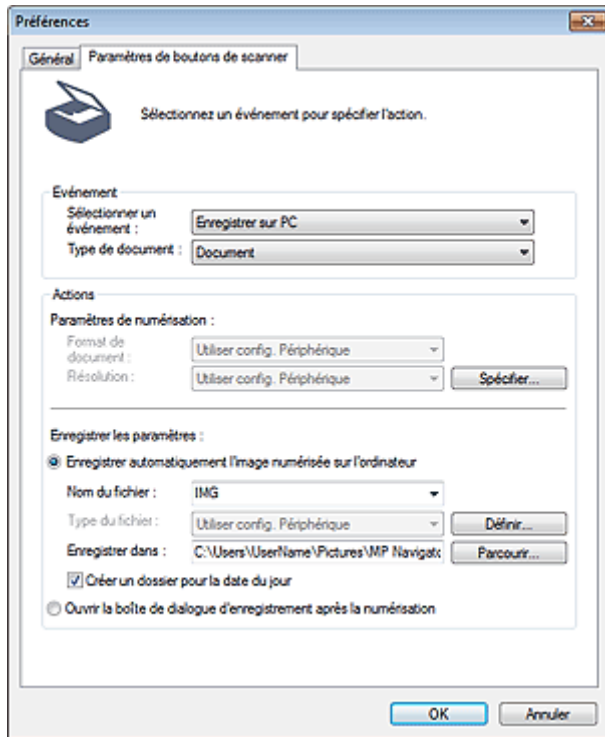 Préférences
Général
Paramètres de boutons de scanner
Sélectionnez un événement pour spécifier l'action.
Evénement
Sélectionner un
événement :
Enregistrer sur PC
Type de document :
Document
Actions
Paramètres de numérisation :
Format de
document :
Utiliser config. Périphérique
Résolution :
Utiliser config. Périphérique
Spécifier...
Enregistrer les paramètres :
Enregistrer automatiquement l'image numérisée sur l'ordinateur
Nom du fichier :
IMG
Type du fichier :
Utiliser config. Périphérique
Définir...
Enregistrer dans :
C:\Users\UserName\Pictures\MP Navigato
Parcourir...
Créer un dossier pour la date du jour
Ouvrir la boîte de dialogue d'enregistrement après la numérisation
OK
Annuler